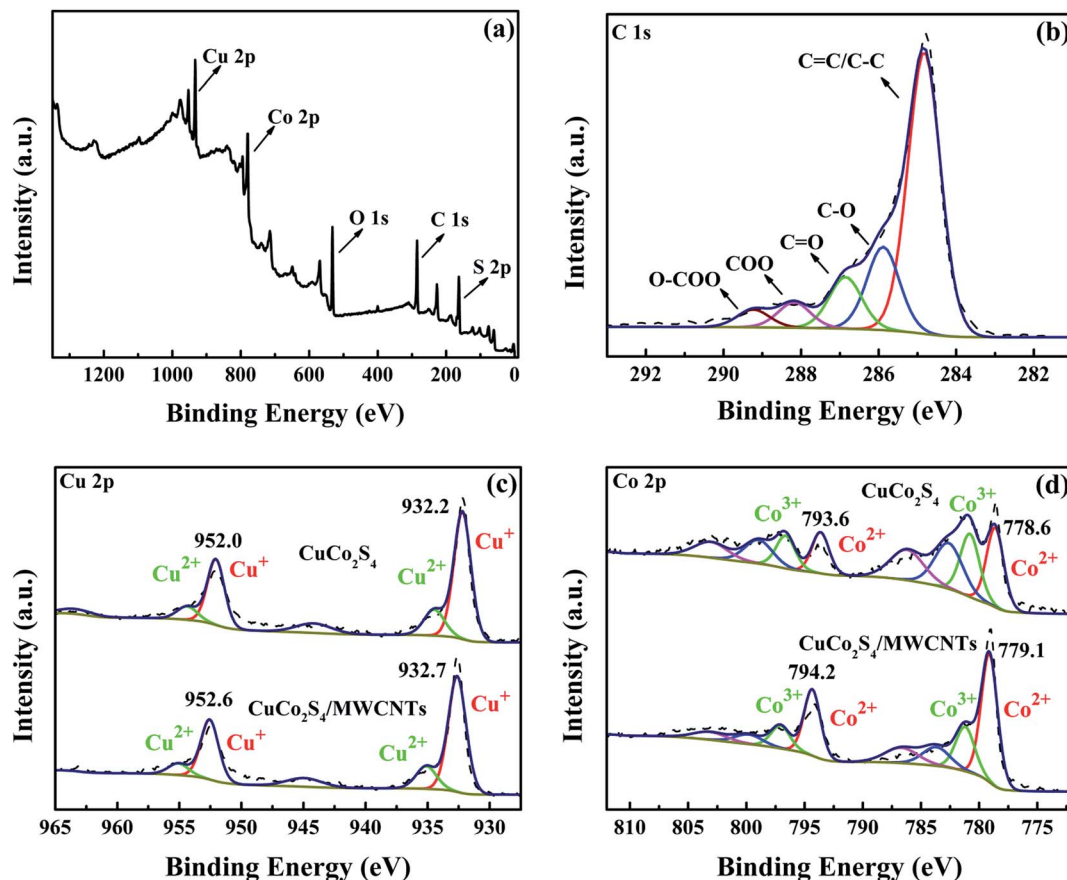 (a)
Cu 2p
Co 2p
O 1s
C 1s
S 2p
Intensity (a.u.)
1200 1000 800 600 400 200 0
Binding Energy (eV)
C 1s
(b)
C=C/C-C
C-O
C=O
COO
O-COO
Intensity (a.u.)
292 290 288 286 284 282
Binding Energy (eV)
Cu 2p
(c)
932.2
952.0
CuCo₂S₄
Cu⁺
Cu²⁺
Cu⁺
Cu²⁺
932.7
952.6
CuCo₂S₄/MWCNTs
Cu⁺
Cu²⁺
Cu⁺
Cu²⁺
Intensity (a.u.)
965 960 955 950 945 940 935 930
Binding Energy (eV)
Co 2p
(d)
CuCo₂S₄
Co³⁺
793.6
Co³⁺
778.6
Co²⁺
Co²⁺
CuCo₂S₄/MWCNTs
779.1
794.2
Co³⁺
Co²⁺
Co³⁺
Co²⁺
Intensity (a.u.)
810 805 800 795 790 785 780 775
Binding Energy (eV)